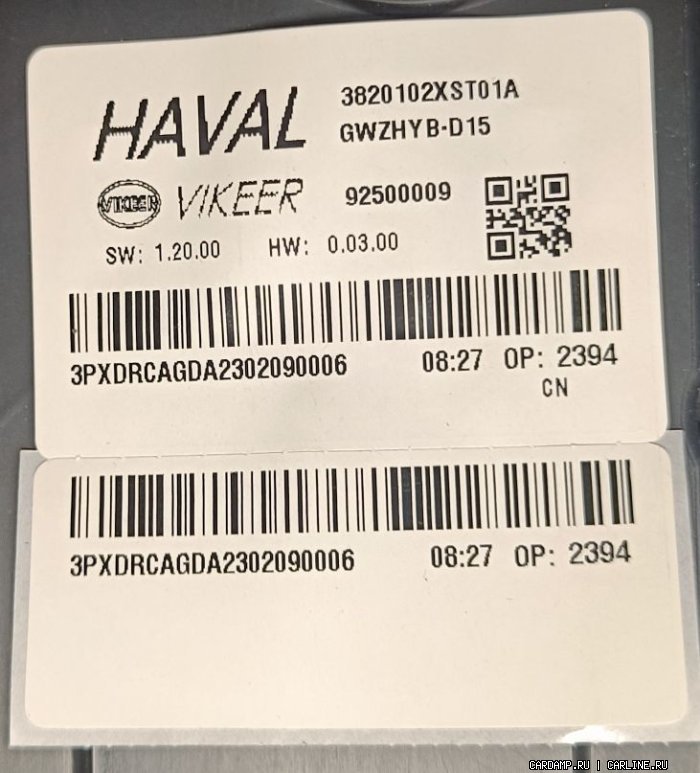 HAVAL
3820102XST01A
GWZHYB-D15
VIKEER VIKEER 92500009
SW: 1.20.00 HW: 0.03.00
3PXDRCAGDA2302090006 08:27 OP: 2394
CN
3PXDRCAGDA2302090006 08:27 OP: 2394
CARDAMP.RU | CARLINE.RU